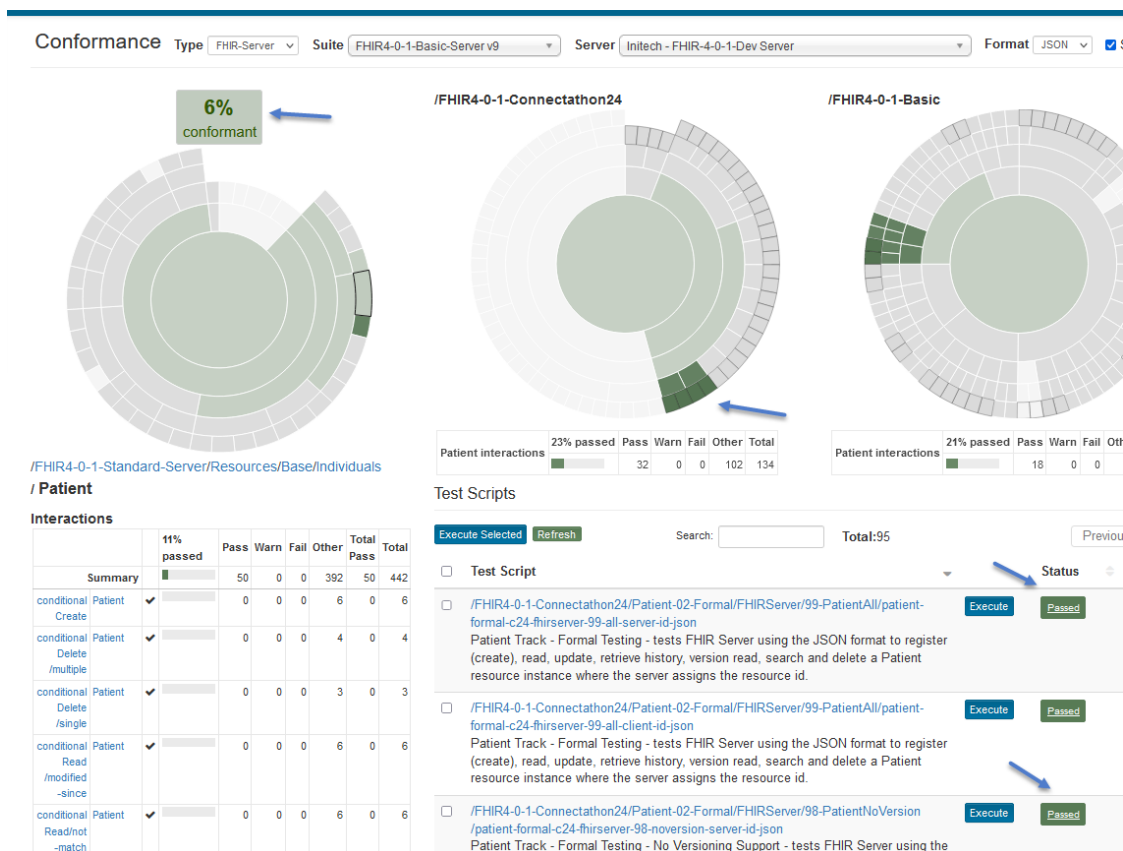 Conformance Type FHIR-Server Suite FHIR4-0-1-Basic-Server v9 Server Initech - FHIR-4-0-1-Dev Server Format JSON
6%
conformant
/FHIR4-0-1-Standard-Server/Resources/Base/Individuals
/ Patient
Interactions
11% passed Pass Warn Fail Other Total Pass Total
Summary 50 0 0 392 50 442
conditional Create Patient 0 0 0 6 0 6
conditional Delete /multiple Patient 0 0 0 4 0 4
conditional Delete /single Patient 0 0 0 3 0 3
conditional Read /modified -since Patient 0 0 0 6 0 6
conditional Read/not -match Patient 0 0 0 6 0 6
/FHIR4-0-1-Connectathon24
23% passed Pass Warn Fail Other Total
Patient interactions 32 0 0 102 134
/FHIR4-0-1-Basic
21% passed Pass Warn Fail
Patient interactions 18 0 0
Test Scripts
Execute Selected Refresh Search: Total:95
Test Script Status
/FHIR4-0-1-Connectathon24/Patient-02-Formal/FHIRServer/99-PatientAll/patient-
formal-c24-fhirserver-99-all-server-id-json
Execute Passed
Patient Track - Formal Testing - tests FHIR Server using the JSON format to register
(create), read, update, retrieve history, version read, search and delete a Patient
resource instance where the server assigns the resource id.
/FHIR4-0-1-Connectathon24/Patient-02-Formal/FHIRServer/99-PatientAll/patient-
formal-c24-fhirserver-99-all-client-id-json
Execute Passed
Patient Track - Formal Testing - tests FHIR Server using the JSON format to register
(create), read, update, retrieve history, version read, search and delete a Patient
resource instance where the server assigns the resource id.
/FHIR4-0-1-Connectathon24/Patient-02-Formal/FHIRServer/98-PatientNoVersion
/patient-formal-c24-fhirserver-98-noversion-server-id-json
Execute Passed
Patient Track - Formal Testing - No Versioning Support - tests FHIR Server using the